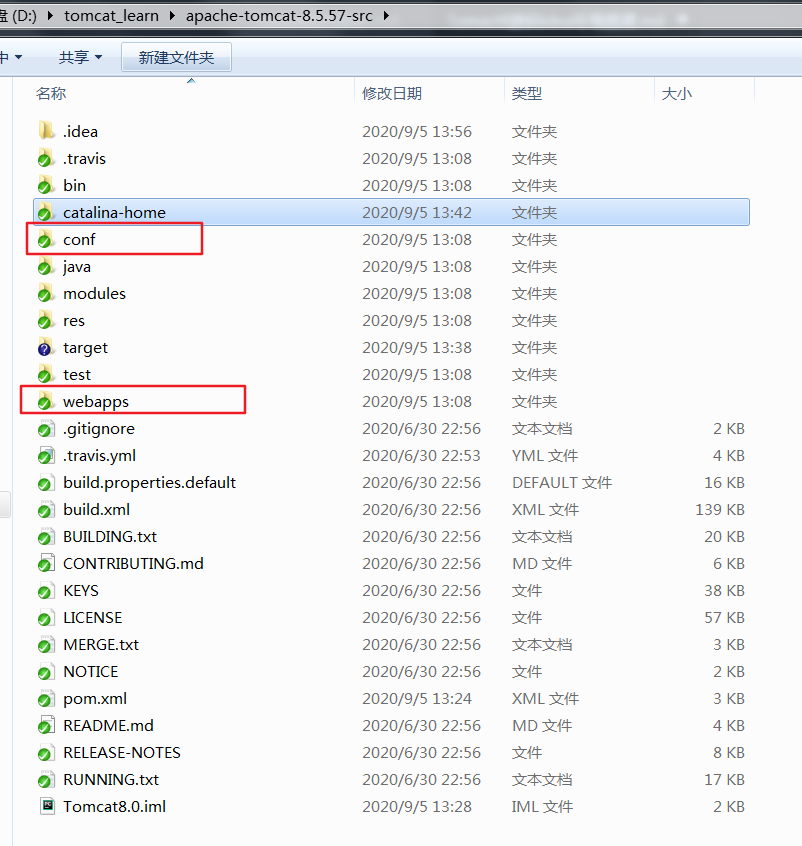 盘 (D:) ▸ tomcat_learn ▸ apache-tomcat-8.5.57-src ▸
中 共享 新建文件夹
名称 修改日期 类型 大小
.idea 2020/9/5 13:56 文件夹
.travis 2020/9/5 13:08 文件夹
bin 2020/9/5 13:08 文件夹
catalina-home 2020/9/5 13:42 文件夹
conf 2020/9/5 13:08 文件夹
java 2020/9/5 13:08 文件夹
modules 2020/9/5 13:08 文件夹
res 2020/9/5 13:08 文件夹
target 2020/9/5 13:38 文件夹
test 2020/9/5 13:08 文件夹
webapps 2020/9/5 13:08 文件夹
.gitignore 2020/6/30 22:56 文本文档 2 KB
.travis.yml 2020/6/30 22:53 YML 文件 4 KB
build.properties.default 2020/6/30 22:56 DEFAULT 文件 16 KB
build.xml 2020/6/30 22:56 XML 文件 139 KB
BUILDING.txt 2020/6/30 22:56 文本文档 20 KB
CONTRIBUTING.md 2020/6/30 22:56 MD 文件 6 KB
KEYS 2020/6/30 22:56 文件 38 KB
LICENSE 2020/6/30 22:56 文件 57 KB
MERGE.txt 2020/6/30 22:56 文本文档 3 KB
NOTICE 2020/6/30 22:56 文件 2 KB
pom.xml 2020/9/5 13:24 XML 文件 3 KB
README.md 2020/6/30 22:56 MD 文件 4 KB
RELEASE-NOTES 2020/6/30 22:56 文件 8 KB
RUNNING.txt 2020/6/30 22:56 文本文档 17 KB
Tomcat8.0.iml 2020/9/5 13:28 IML 文件 2 KB